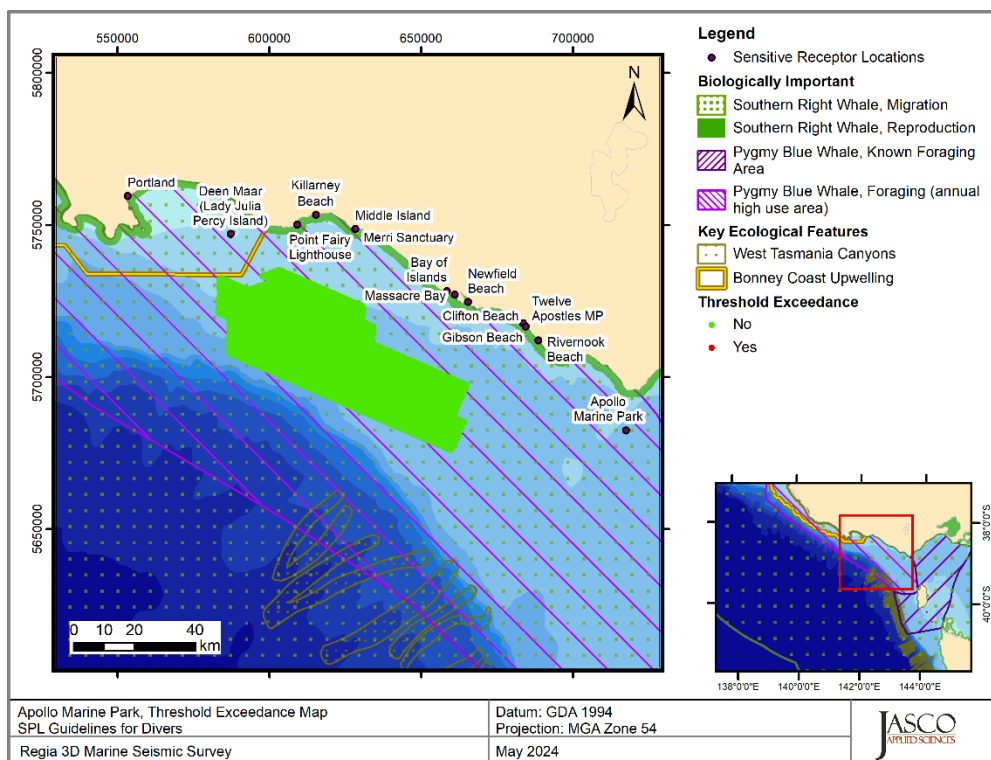 550000
600000
650000
700000
5800000
5750000
5700000
5650000
N
Portland
Deen Maar
(Lady Julia
Percy Island)
Killarney
Beach
Point Fairy
Lighthouse
Middle Island
Merri Sanctuary
Bay of
Islands
Massacre Bay
Newfield
Beach
Clifton Beach
Twelve
Apostles MP
Gibson Beach
Rivernook
Beach
Apollo
Marine Park
0 10 20 40
km
Legend
Sensitive Receptor Locations
Biologically Important
Southern Right Whale, Migration
Southern Right Whale, Reproduction
Pygmy Blue Whale, Known Foraging
Area
Pygmy Blue Whale, Foraging (annual
high use area)
Key Ecological Features
West Tasmania Canyons
Bonney Coast Upwelling
Threshold Exceedance
No
Yes
38°0'0"S
40°0'0"S
138°0'0"E
140°0'0"E
142°0'0"E
144°0'0"E
Apollo Marine Park, Threshold Exceedance Map
SPL Guidelines for Divers
Regia 3D Marine Seismic Survey
Datum: GDA 1994
Projection: MGA Zone 54
May 2024
JASCO
APPLIED SCIENCES